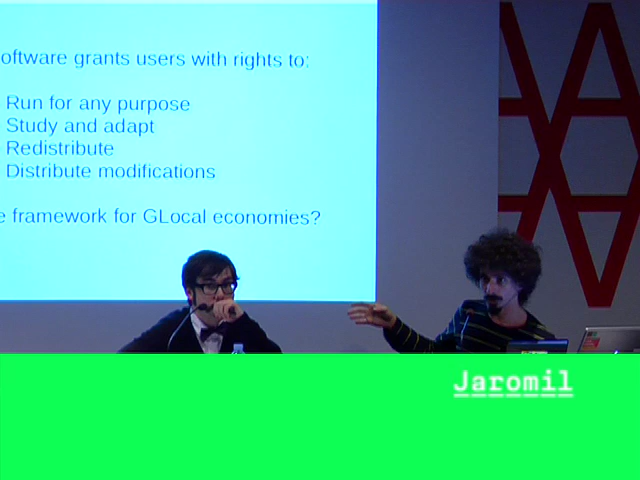 oftware grants users with rights to:
Run for any purpose
Study and adapt
Redistribute
Distribute modifications
e framework for GLocal economies?
Jaromil